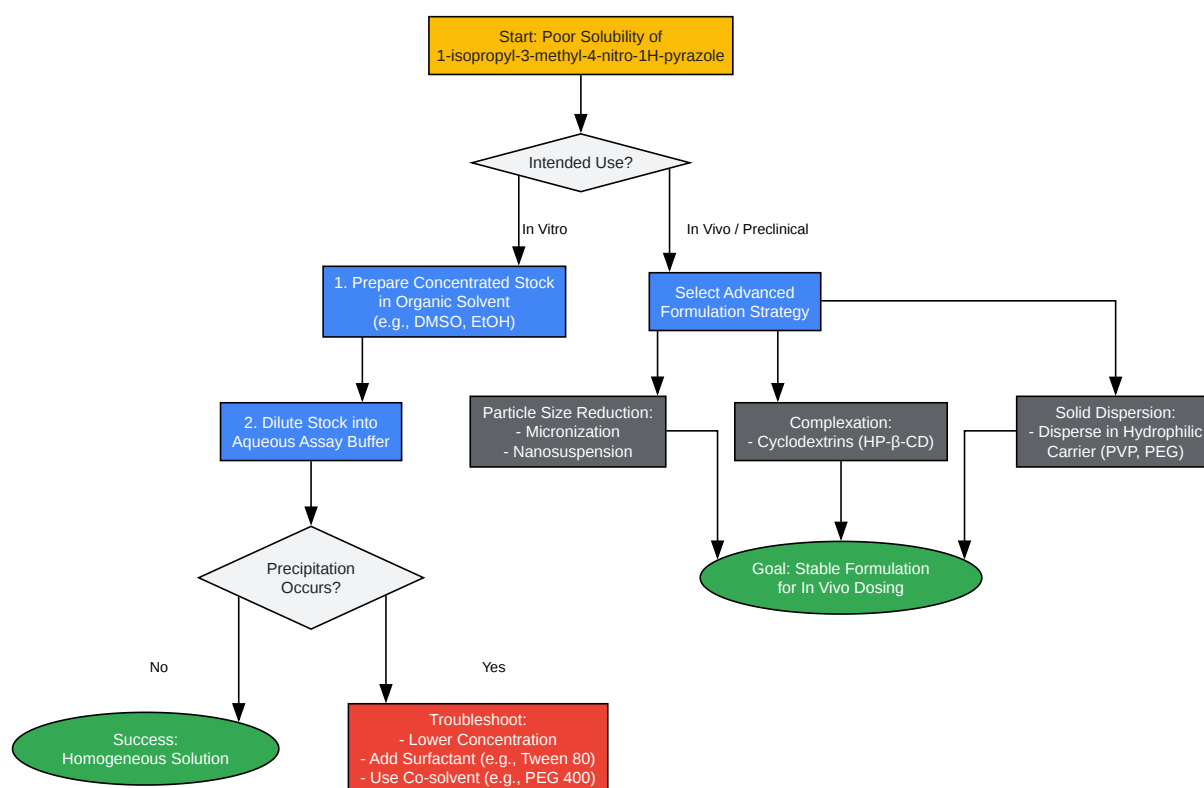 Start: Poor Solubility of
1-isopropyl-3-methyl-4-nitro-1H-pyrazole
Intended Use?
In Vitro
In Vivo / Preclinical
1. Prepare Concentrated Stock
in Organic Solvent
(e.g., DMSO, EtOH)
Select Advanced
Formulation Strategy
2. Dilute Stock into
Aqueous Assay Buffer
Particle Size Reduction:
- Micronization
- Nanosuspension
Complexation:
- Cyclodextrins (HP-β-CD)
Solid Dispersion:
- Disperse in Hydrophilic
Carrier (PVP, PEG)
Precipitation
Occurs?
Goal: Stable Formulation
for In Vivo Dosing
No
Yes
Success:
Homogeneous Solution
Troubleshoot:
- Lower Concentration
- Add Surfactant (e.g., Tween 80)
- Use Co-solvent (e.g., PEG 400)